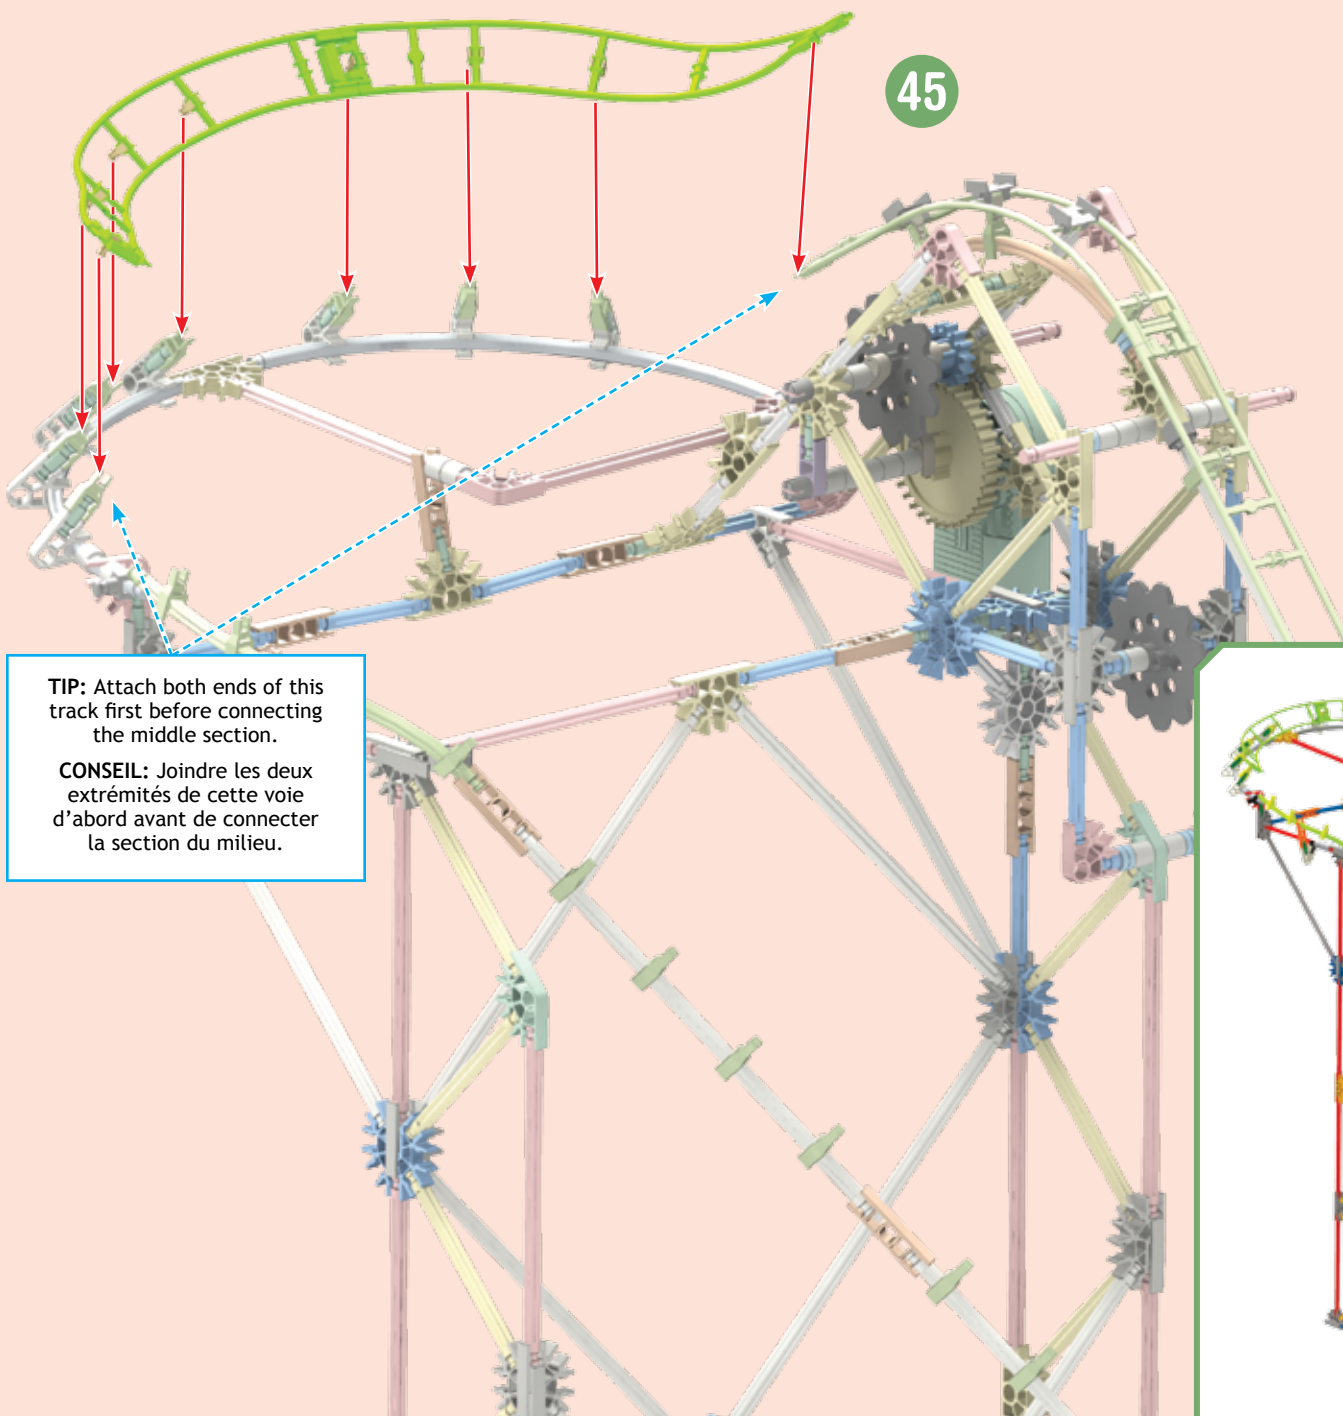 45
TIP: Attach both ends of this
track first before connecting
the middle section.
CONSEIL: Joindre les deux
extrémités de cette voie
d’abord avant de connecter
la section du milieu.